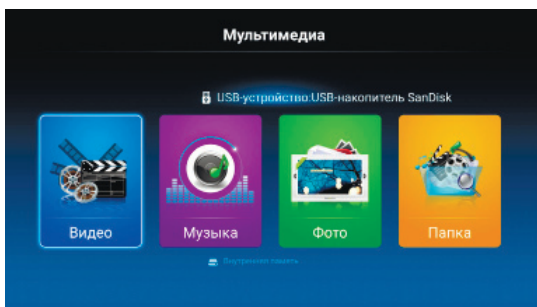 Мультимедиа
USB-устройство:USB-накопитель SanDisk
Видео Музыка Фото Папка
Внутренняя память